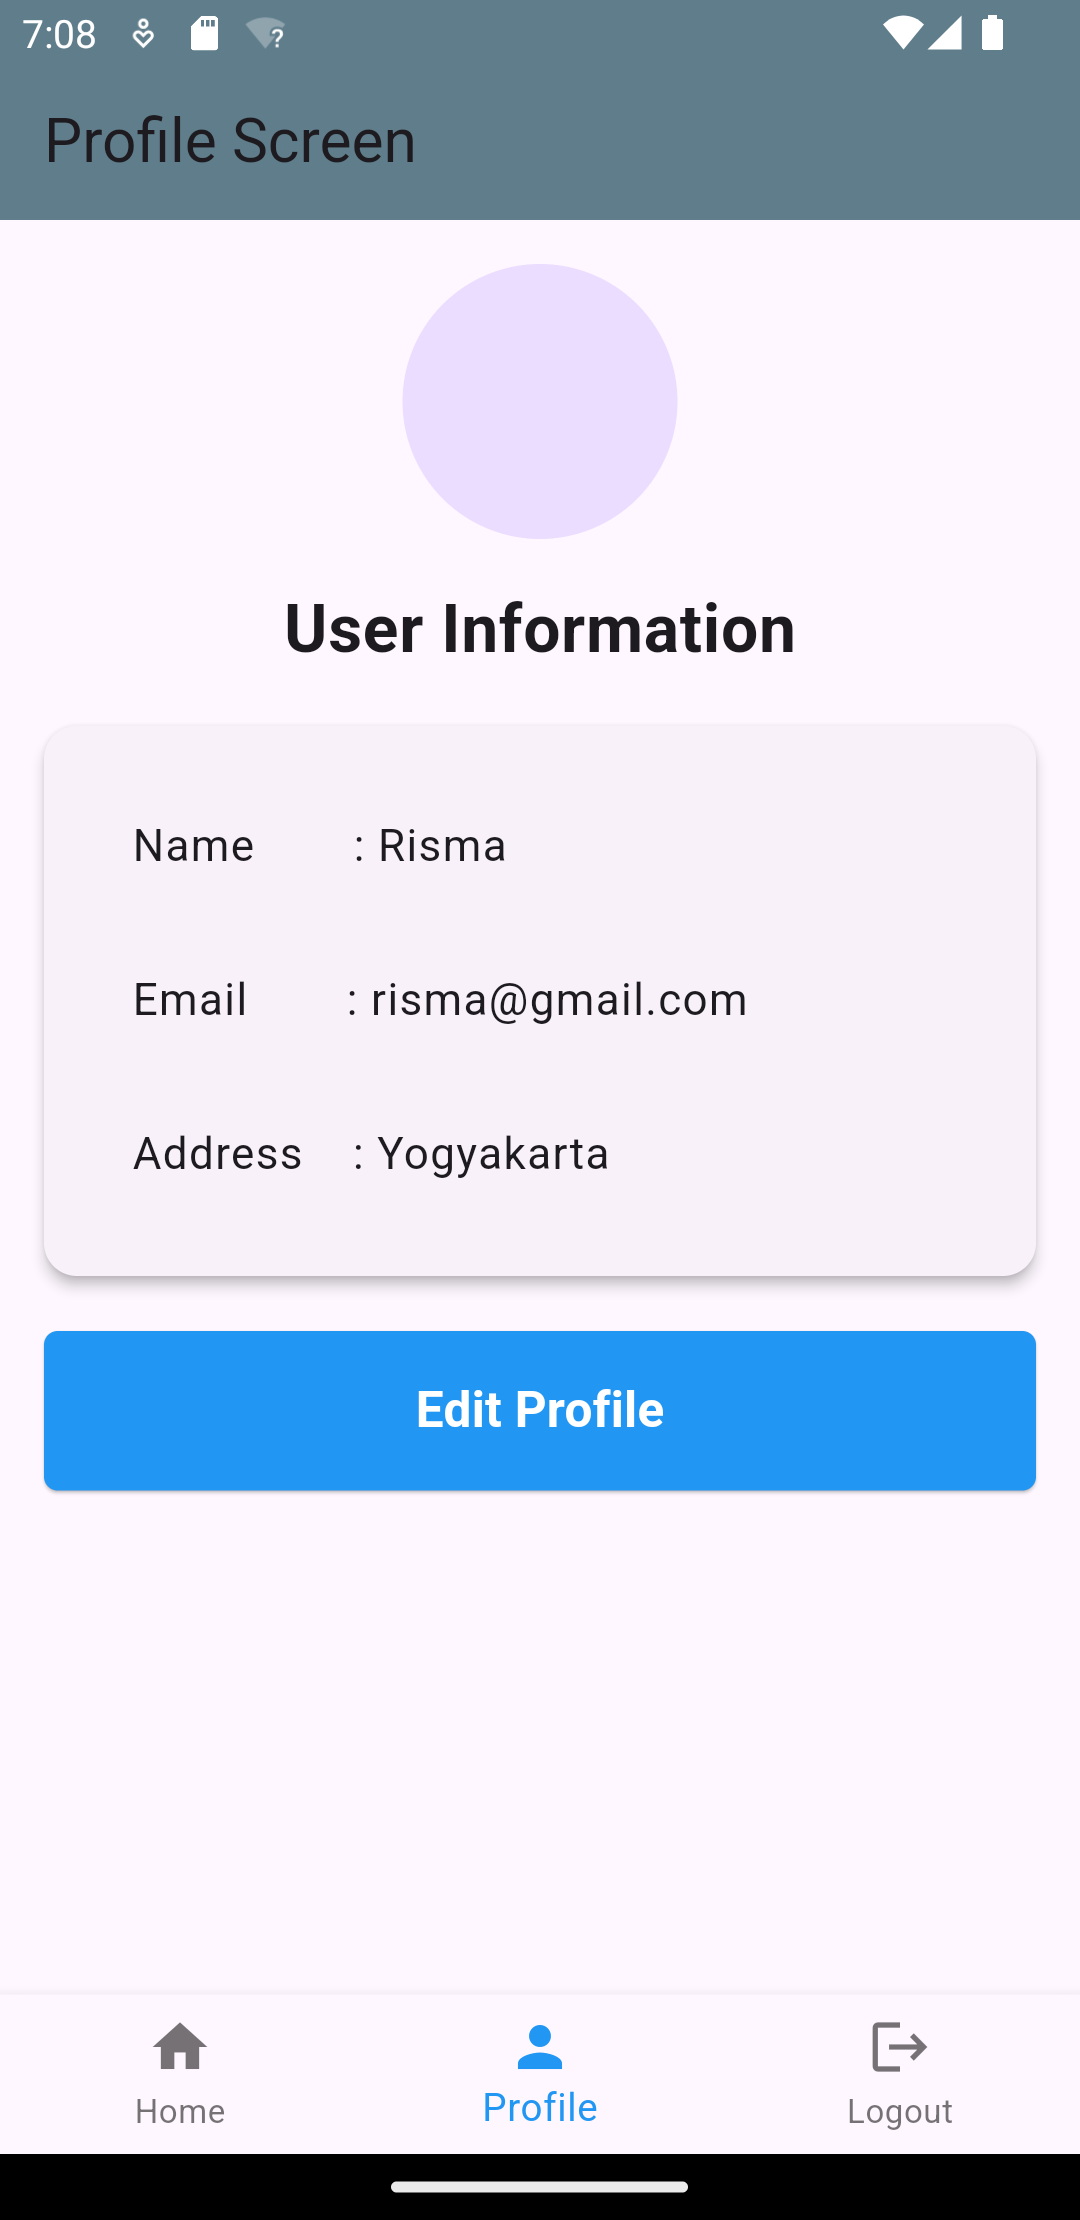 7:08
Profile Screen
User Information
Name : Risma
Email : risma@gmail.com
Address : Yogyakarta
Edit Profile
Home Profile Logout